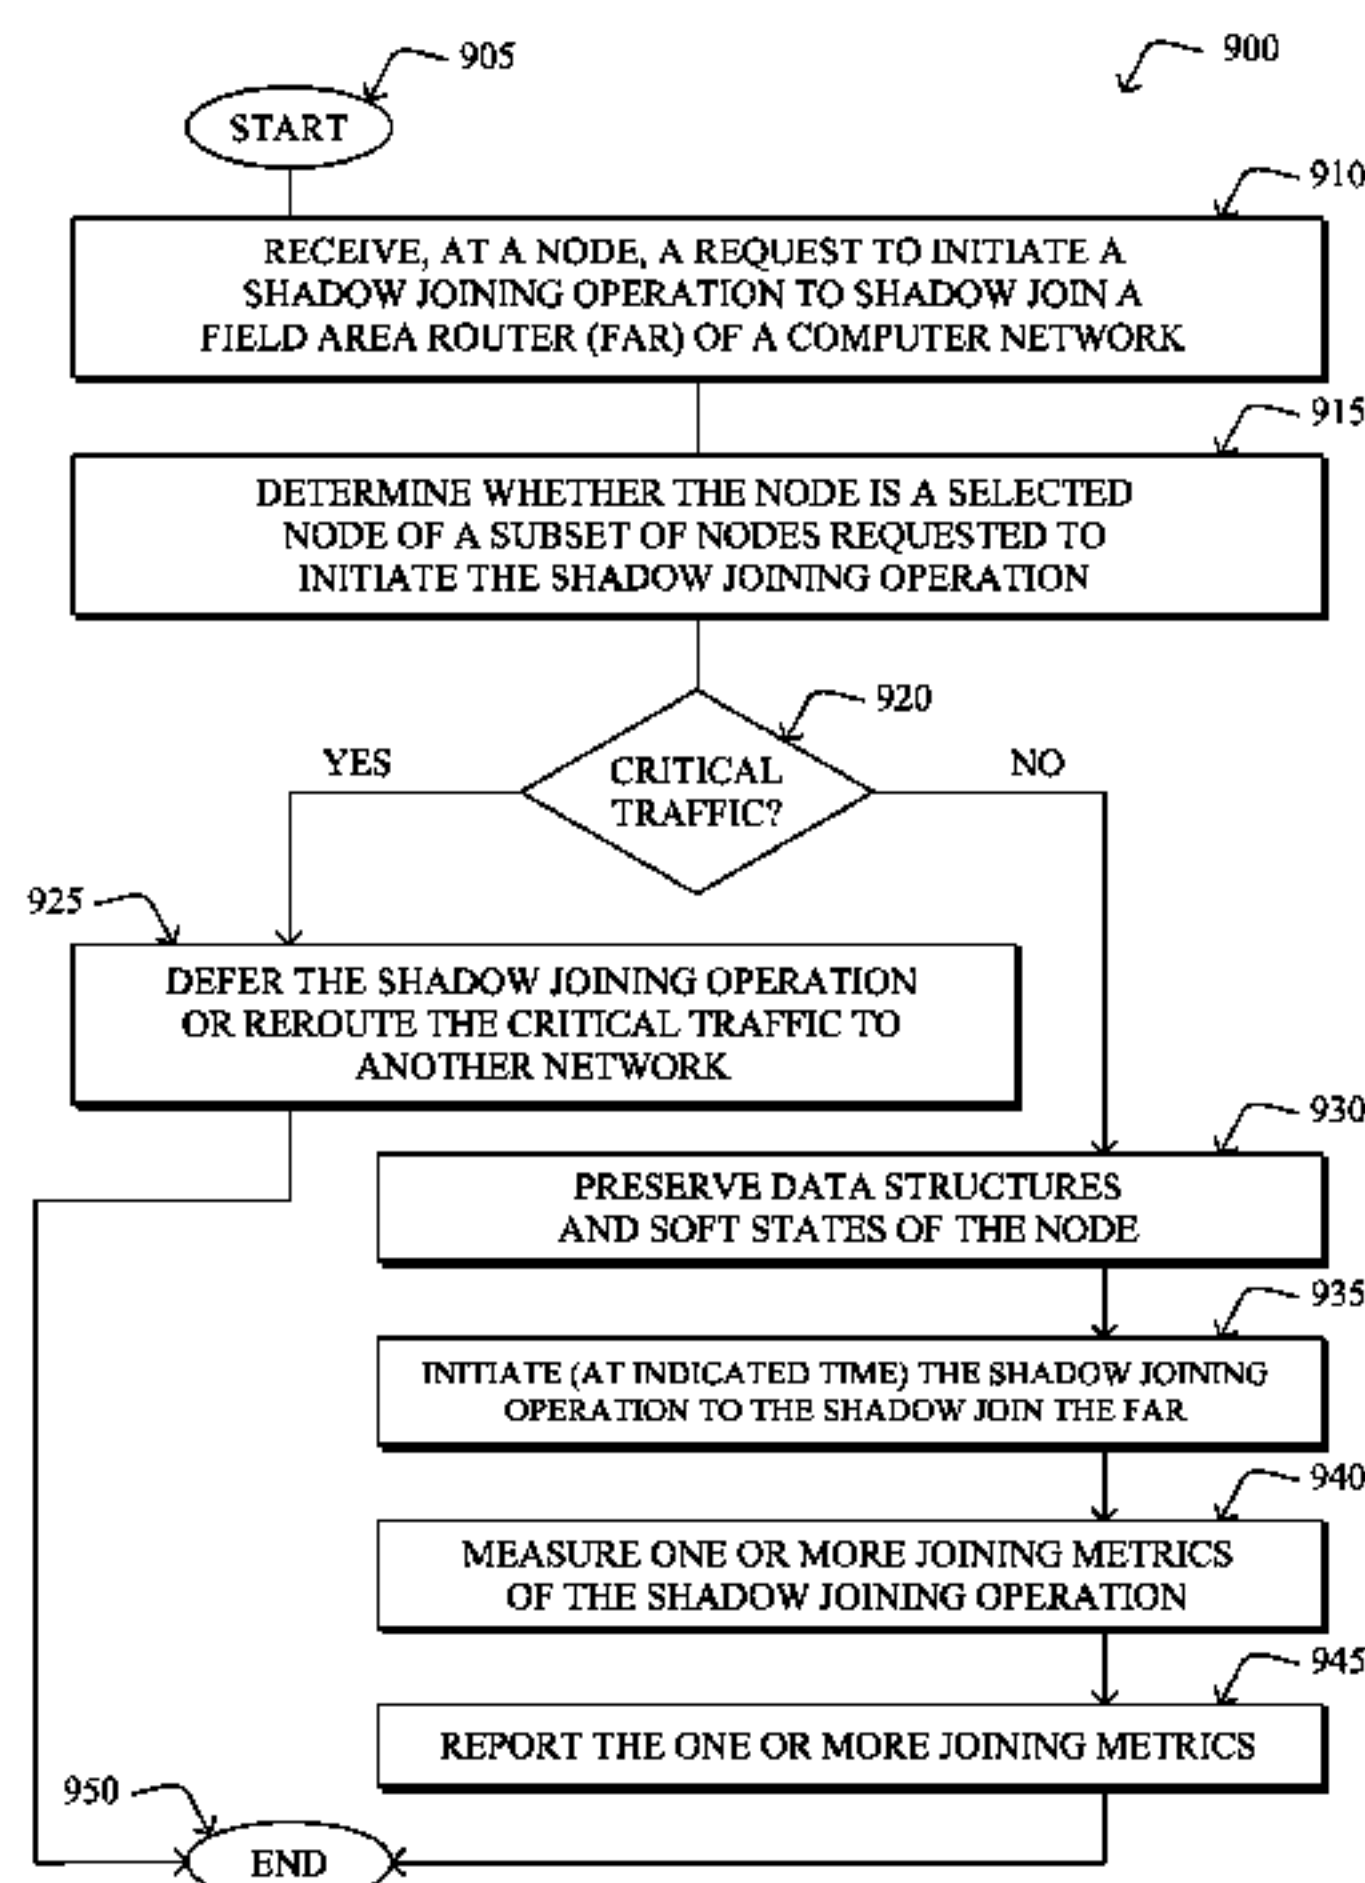 905
900
START
910
RECEIVE, AT A NODE, A REQUEST TO INITIATE A
SHADOW JOINING OPERATION TO SHADOW JOIN A
FIELD AREA ROUTER (FAR) OF A COMPUTER NETWORK
915
DETERMINE WHETHER THE NODE IS A SELECTED
NODE OF A SUBSET OF NODES REQUESTED TO
INITIATE THE SHADOW JOINING OPERATION
920
YES
CRITICAL
TRAFFIC?
NO
925
DEFER THE SHADOW JOINING OPERATION
OR REROUTE THE CRITICAL TRAFFIC TO
ANOTHER NETWORK
930
PRESERVE DATA STRUCTURES
AND SOFT STATES OF THE NODE
935
INITIATE (AT INDICATED TIME) THE SHADOW JOINING
OPERATION TO THE SHADOW JOIN THE FAR
940
MEASURE ONE OR MORE JOINING METRICS
OF THE SHADOW JOINING OPERATION
945
REPORT THE ONE OR MORE JOINING METRICS
950
END